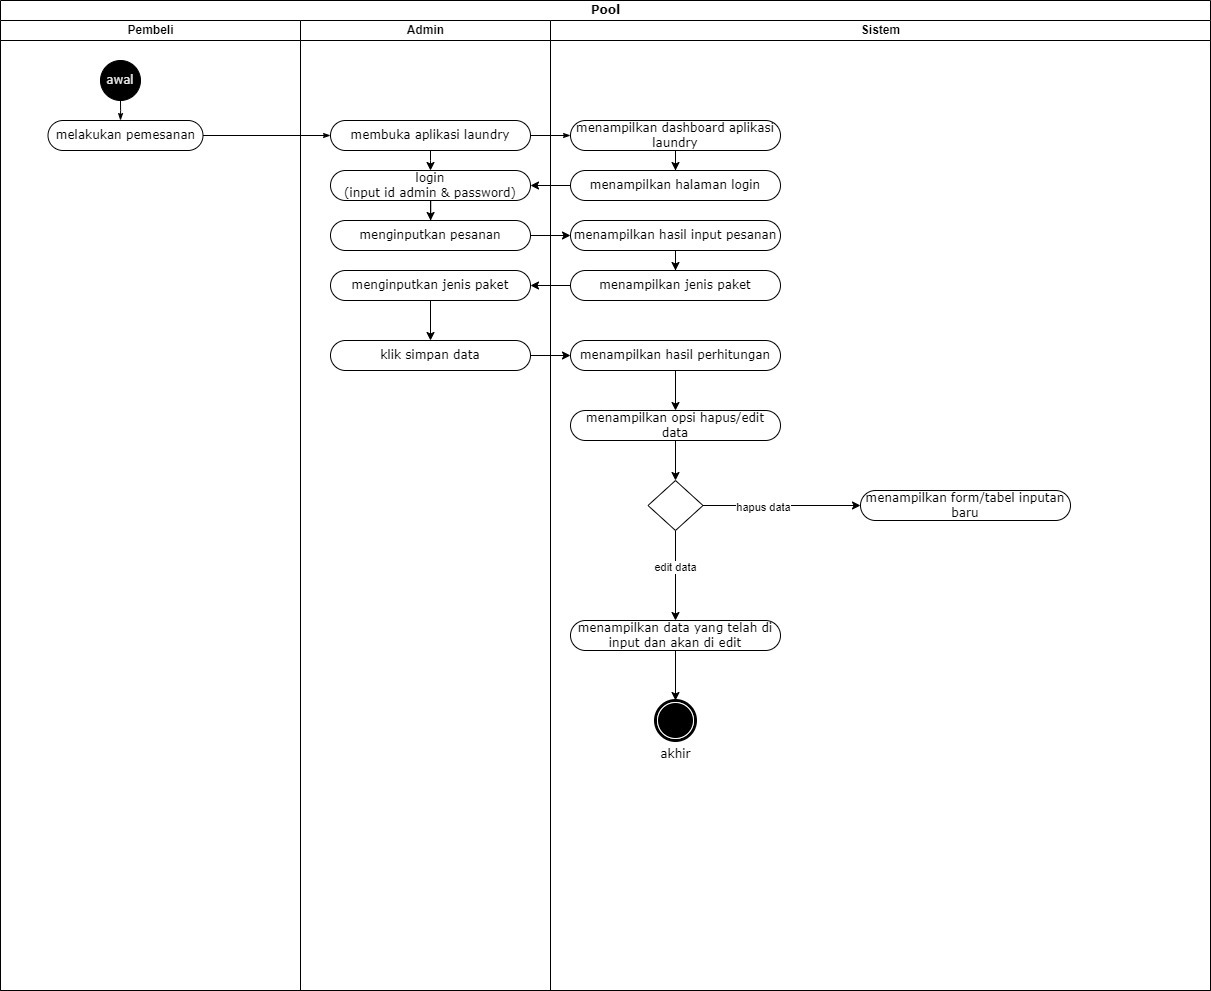 Pool
Pembeli
Admin
Sistem
awal
melakukan pemesanan
membuka aplikasi laundry
menampilkan dashboard aplikasi
laundry
login
(input id admin & password)
menampilkan halaman login
menginputkan pesanan
menampilkan hasil input pesanan
menginputkan jenis paket
menampilkan jenis paket
klik simpan data
menampilkan hasil perhitungan
menampilkan opsi hapus/edit
data
hapus data
menampilkan form/tabel inputan
baru
edit data
menampilkan data yang telah di
input dan akan di edit
akhir